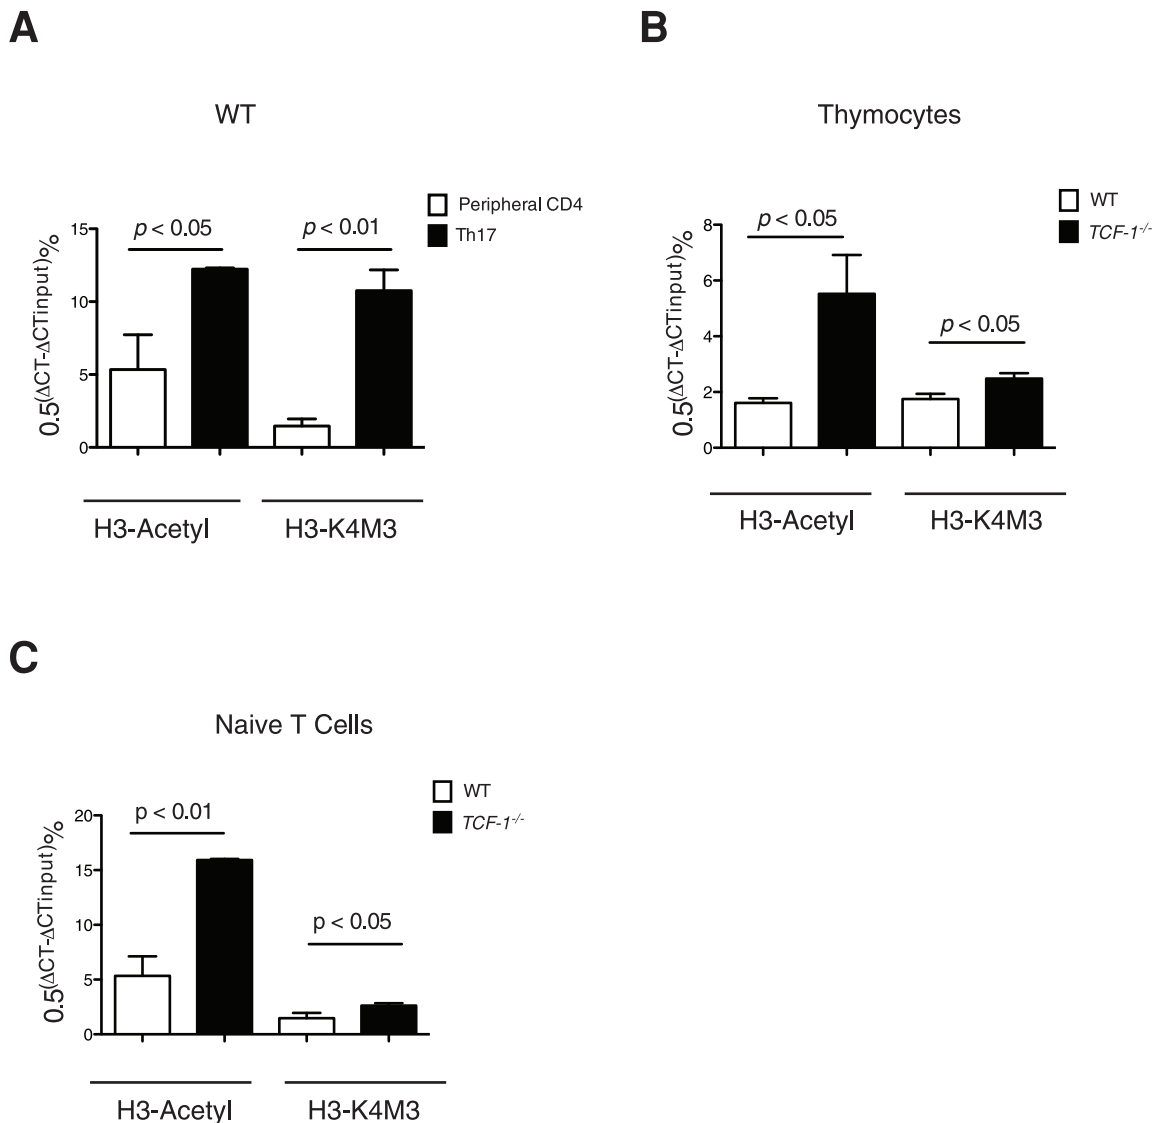 A
WT
Peripheral CD4
Th17
p < 0.05
p < 0.01
0.5(ΔCT-ΔCTinput)%
15
10
5
0
H3-Acetyl
H3-K4M3
B
Thymocytes
WT
TCF-1-/-
p < 0.05
p < 0.05
0.5(ΔCT-ΔCTinput)%
8
6
4
2
0
H3-Acetyl
H3-K4M3
C
Naive T Cells
WT
TCF-1-/-
p < 0.01
p < 0.05
0.5(ΔCT-ΔCTinput)%
20
15
10
5
0
H3-Acetyl
H3-K4M3